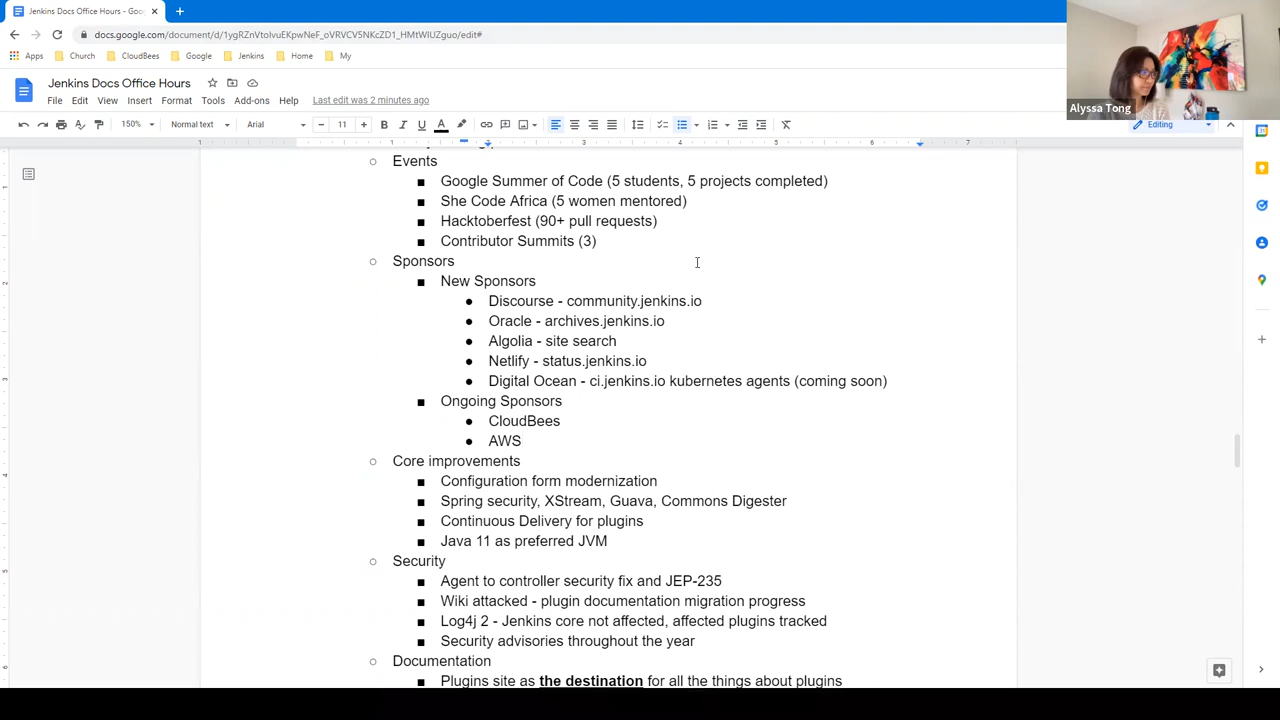 Jenkins Docs Office Hours - Goo
docs.google.com/document/d/1ygRZnVtoIvuEKpwNeF_oVRVCV5NKcZD1_HMtWIUZguo/edit#
Apps Church CloudBees Google Jenkins Home My
Jenkins Docs Office Hours
File Edit View Insert Format Tools Add-ons Help Last edit was 2 minutes ago
Alyssa Tong
150% Normal text Arial 11 Editing
Events
Google Summer of Code (5 students, 5 projects completed)
She Code Africa (5 women mentored)
Hacktoberfest (90+ pull requests)
Contributor Summits (3)
Sponsors
New Sponsors
Discourse - community.jenkins.io
Oracle - archives.jenkins.io
Algolia - site search
Netlify - status.jenkins.io
Digital Ocean - ci.jenkins.io kubernetes agents (coming soon)
Ongoing Sponsors
CloudBees
AWS
Core improvements
Configuration form modernization
Spring security, XStream, Guava, Commons Digester
Continuous Delivery for plugins
Java 11 as preferred JVM
Security
Agent to controller security fix and JEP-235
Wiki attacked - plugin documentation migration progress
Log4j 2 - Jenkins core not affected, affected plugins tracked
Security advisories throughout the year
Documentation
Plugins site as the destination for all the things about plugins